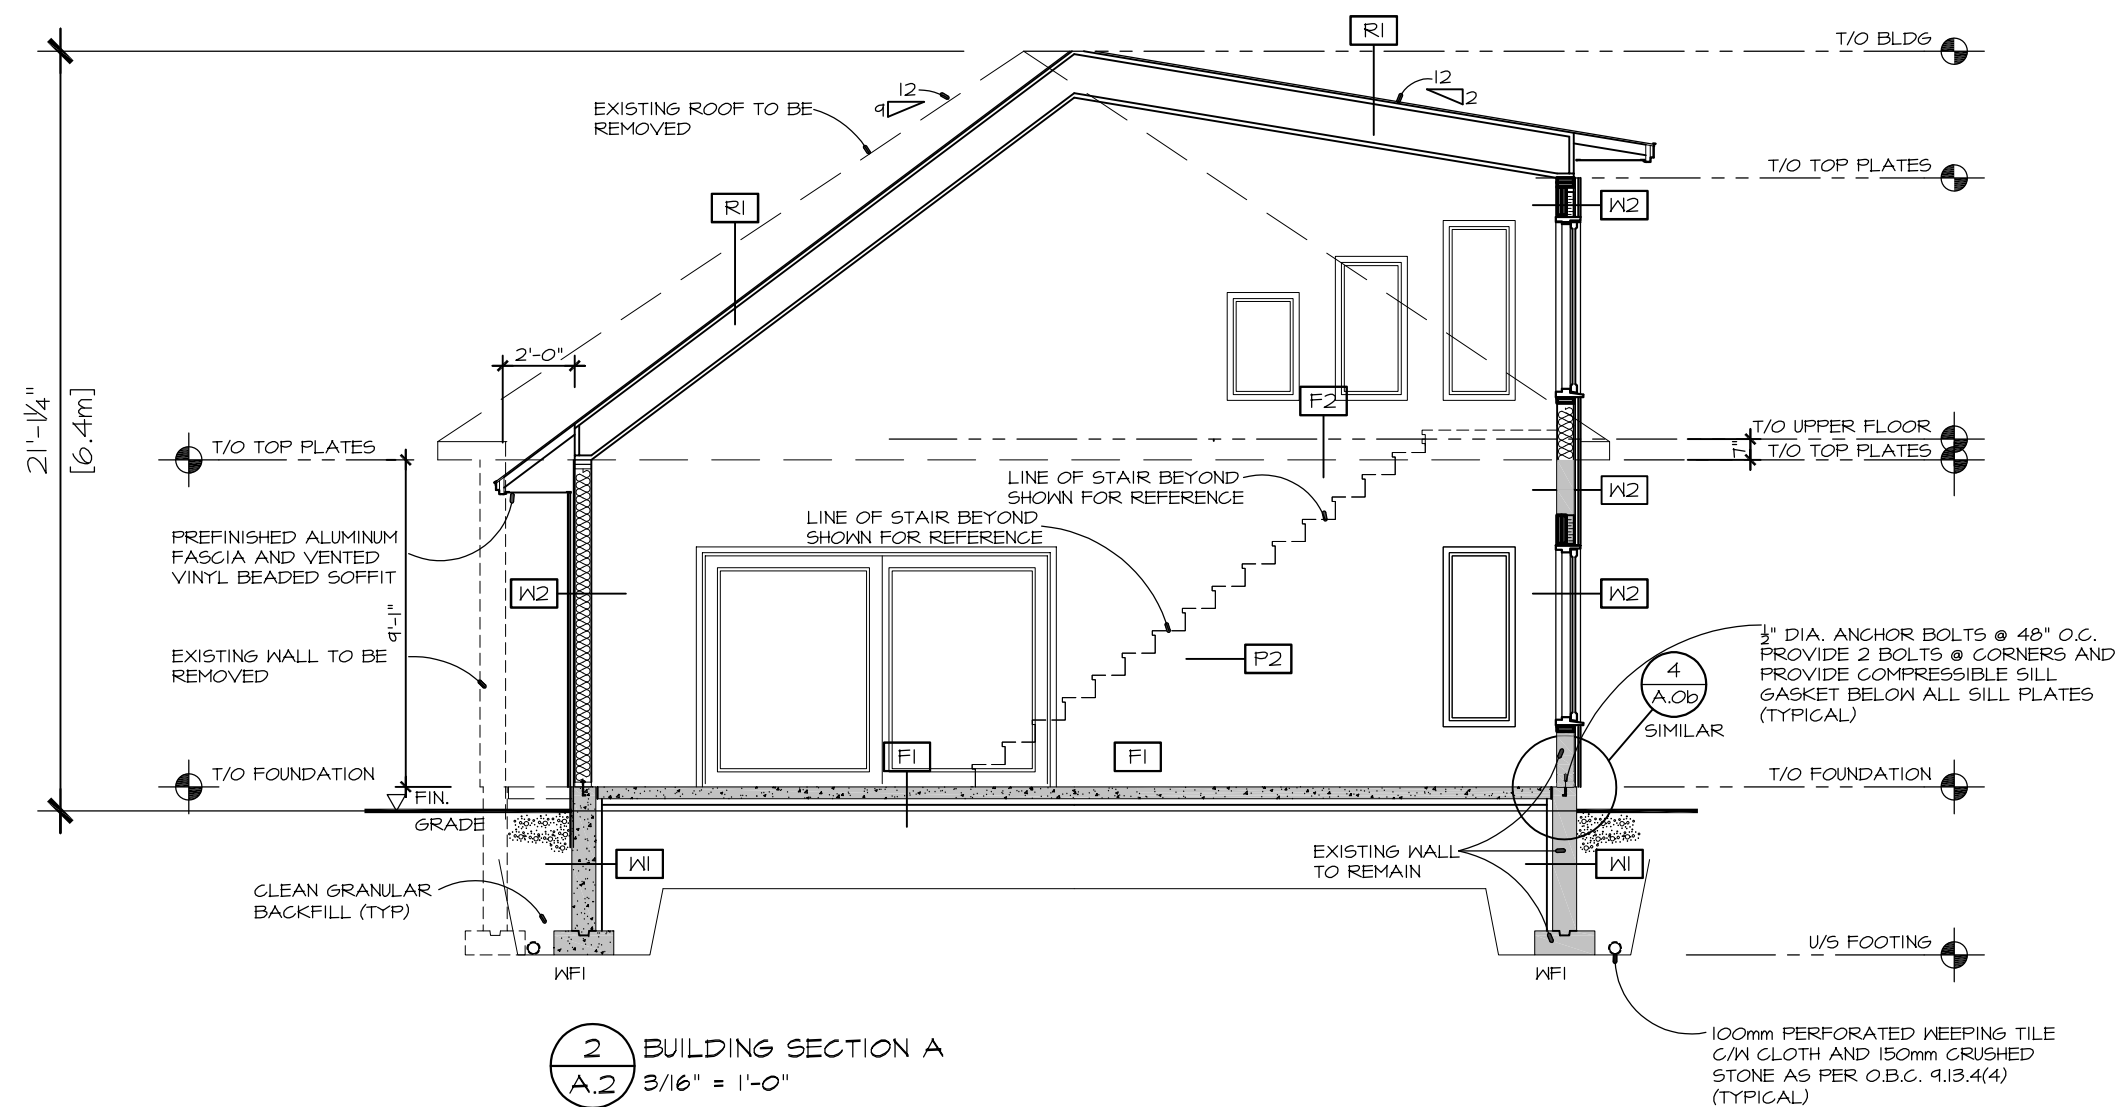 R1
T/O BLDG
12
9
12
2
EXISTING ROOF TO BE
REMOVED
T/O TOP PLATES
R1
W2
2'-0"
21'-1¼"
[6.4m]
F2
T/O UPPER FLOOR
T/O TOP PLATES
7"
T/O TOP PLATES
LINE OF STAIR BEYOND
SHOWN FOR REFERENCE
W2
LINE OF STAIR BEYOND
SHOWN FOR REFERENCE
PREFINISHED ALUMINUM
FASCIA AND VENTED
VINYL BEADED SOFFIT
W2
W2
9'-1"
½" DIA. ANCHOR BOLTS @ 48" O.C.
PROVIDE 2 BOLTS @ CORNERS AND
PROVIDE COMPRESSIBLE SILL
GASKET BELOW ALL SILL PLATES
(TYPICAL)
EXISTING WALL TO BE
REMOVED
P2
4
A.0b
SIMILAR
F1
F1
T/O FOUNDATION
T/O FOUNDATION
FIN.
GRADE
EXISTING WALL
TO REMAIN
W1
W1
CLEAN GRANULAR
BACKFILL (TYP)
U/S FOOTING
WF1
WF1
100mm PERFORATED WEEPING TILE
C/W CLOTH AND 150mm CRUSHED
STONE AS PER O.B.C. 9.13.4(4)
(TYPICAL)
2
A.2
BUILDING SECTION A
3/16" = 1'-0"